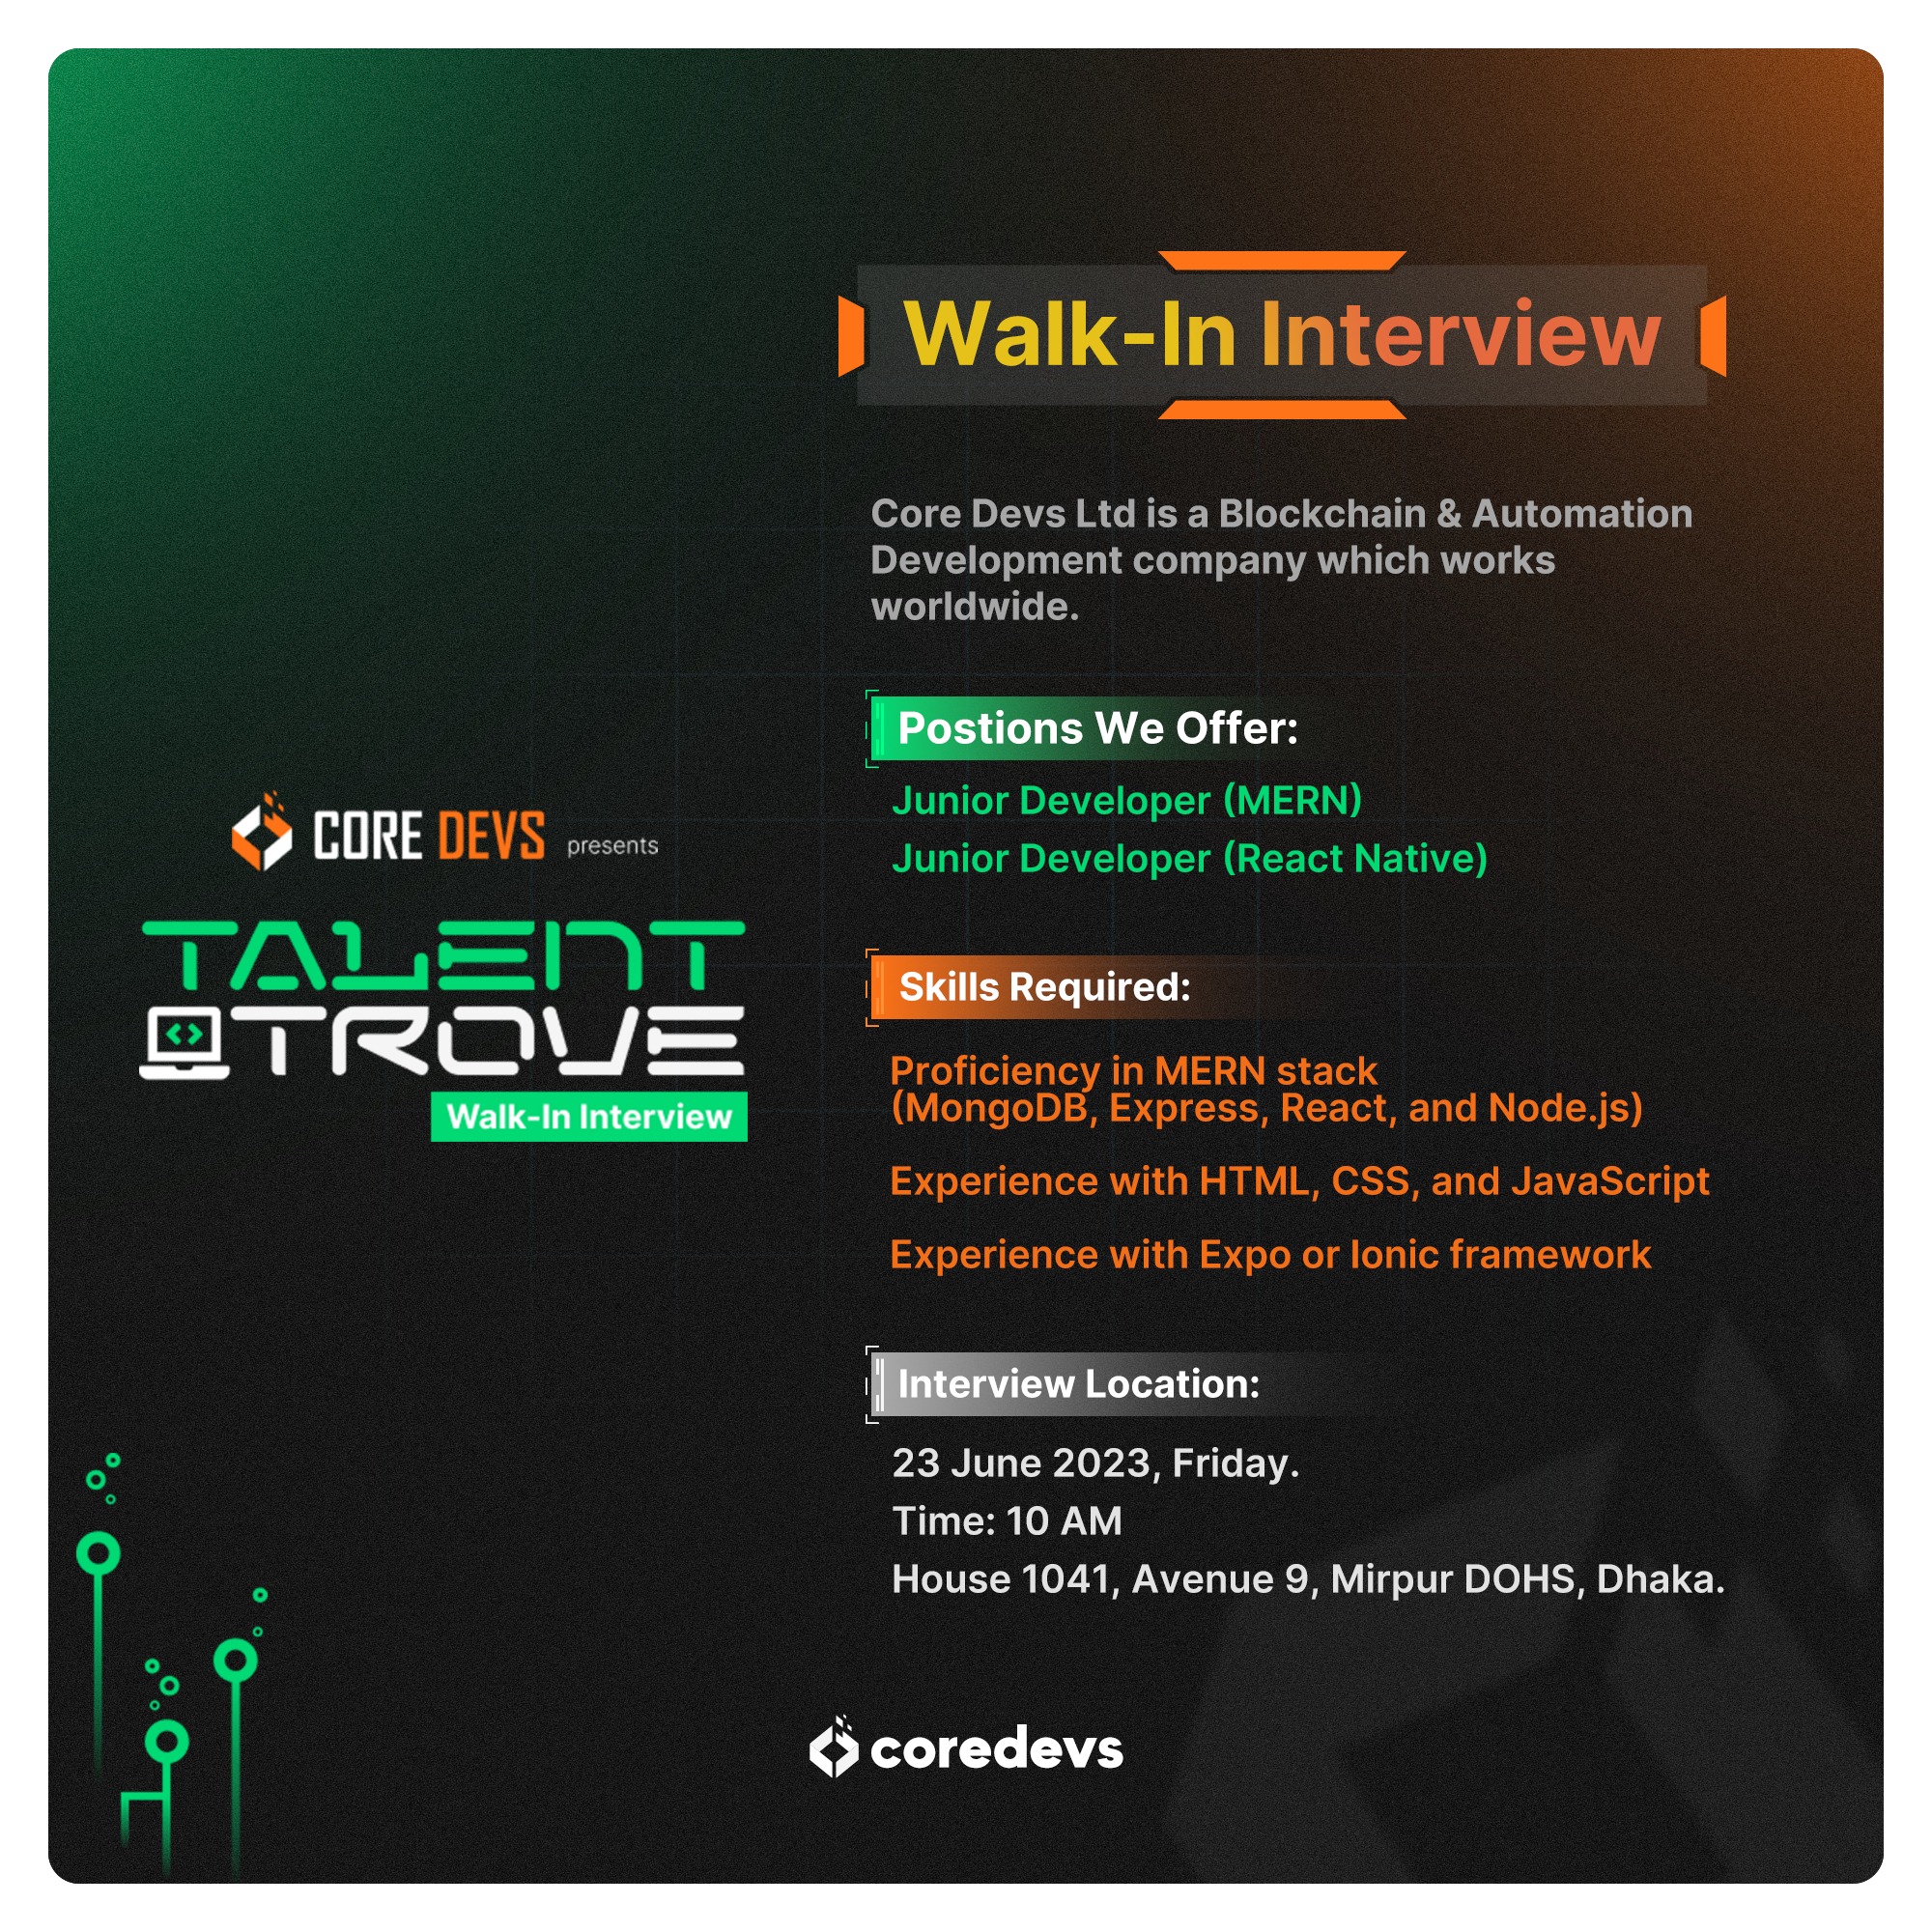 Walk-In Interview
Core Devs Ltd is a Blockchain & Automation
Development company which works
worldwide.
Postions We Offer:
Junior Developer (MERN)
Junior Developer (React Native)
CORE DEVS presents
TALENT
TROVE
Walk-In Interview
Skills Required:
Proficiency in MERN stack
(MongoDB, Express, React, and Node.js)
Experience with HTML, CSS, and JavaScript
Experience with Expo or Ionic framework
Interview Location:
23 June 2023, Friday.
Time: 10 AM
House 1041, Avenue 9, Mirpur DOHS, Dhaka.
coredevs